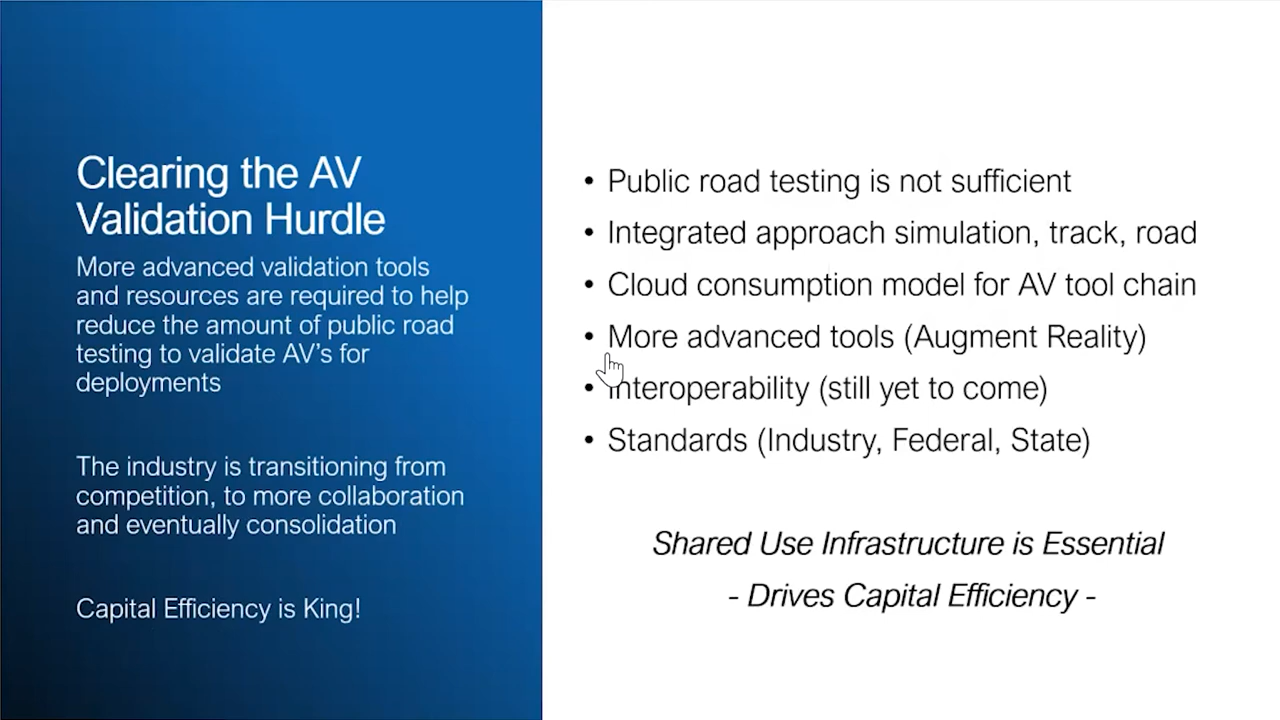 Clearing the AV
Validation Hurdle
More advanced validation tools
and resources are required to help
reduce the amount of public road
testing to validate AV's for
deployments
The industry is transitioning from
competition, to more collaboration
and eventually consolidation
Capital Efficiency is King!
• Public road testing is not sufficient
• Integrated approach simulation, track, road
• Cloud consumption model for AV tool chain
• More advanced tools (Augment Reality)
• Interoperability (still yet to come)
• Standards (Industry, Federal, State)
Shared Use Infrastructure is Essential
- Drives Capital Efficiency -